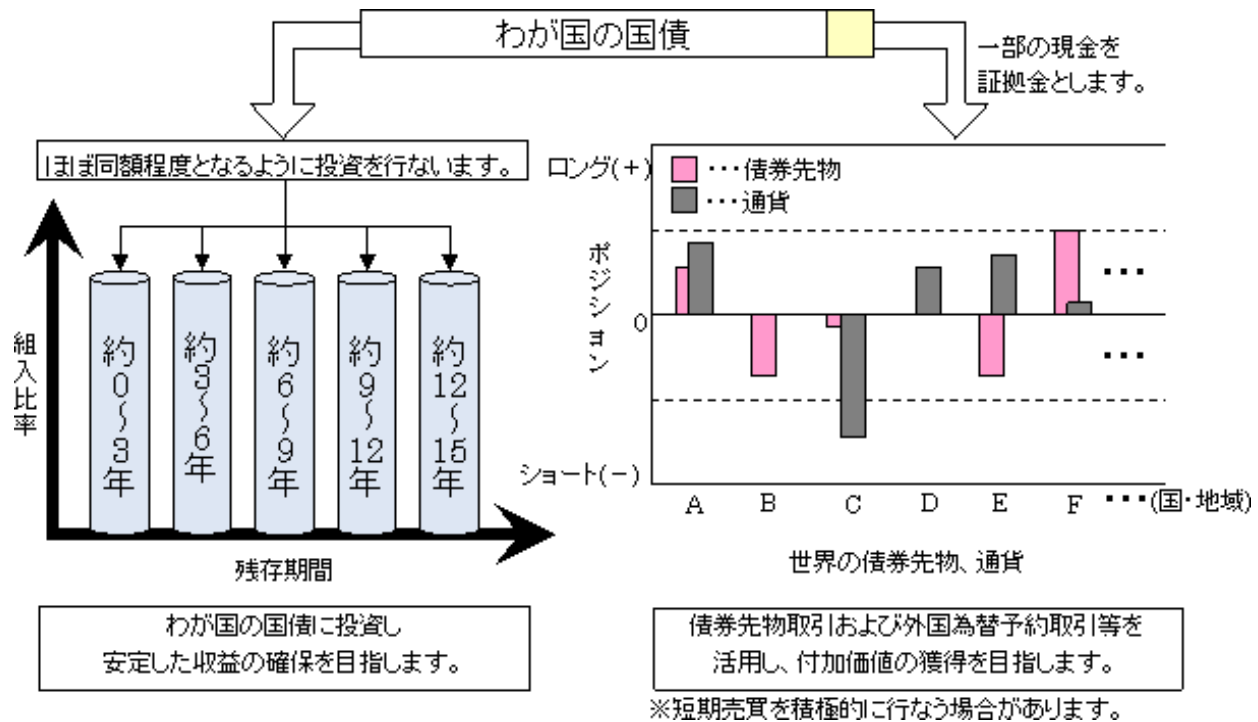 わが国の国債
一部の現金を
証拠金とします。
ほぼ同額程度となるように投資を行ないます。
組入比率
約0～3年
約3～6年
約6～9年
約9～12年
約12～15年
残存期間
わが国の国債に投資し
安定した収益の確保を目指します。
ロング(+)
･･･債券先物
･･･通貨
ポジション
0
ショート(-)
･･･
･･･
A B C D E F ･･･(国･地域)
世界の債券先物、通貨
債券先物取引および外国為替予約取引等を
活用し、付加価値の獲得を目指します。
※短期売買を積極的に行なう場合があります。